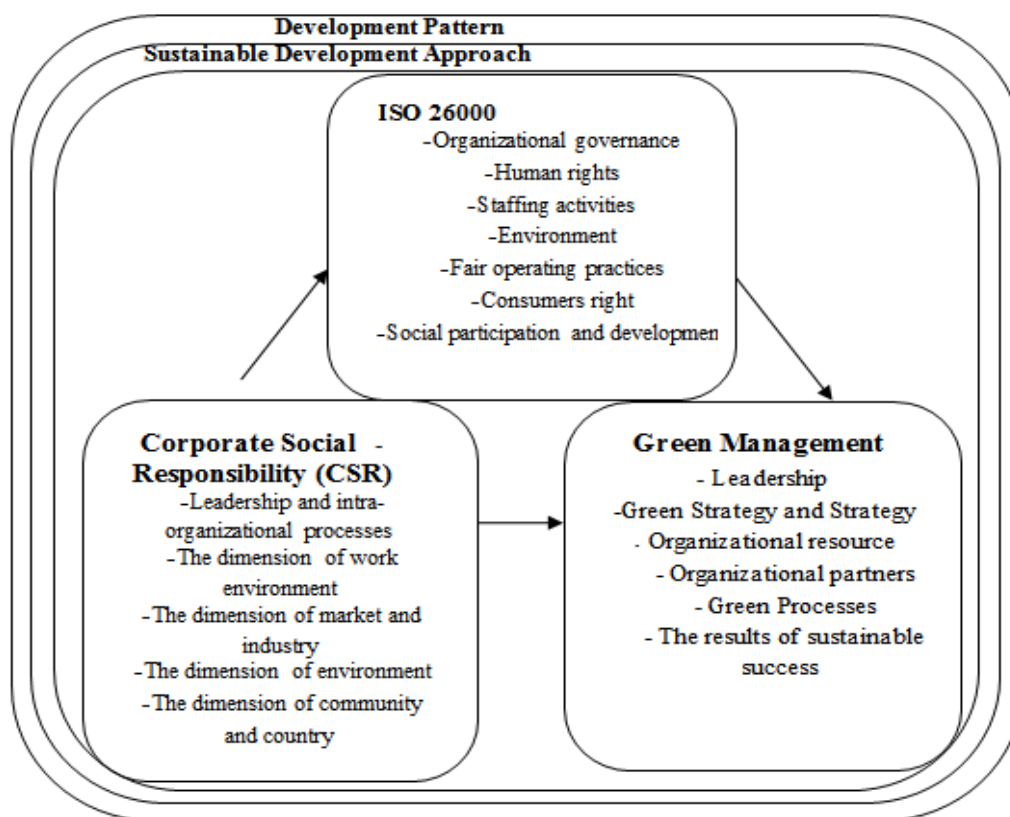 Development Pattern
Sustainable Development Approach
ISO 26000
-Organizational governance
-Human rights
-Staffing activities
-Environment
-Fair operating practices
-Consumers right
-Social participation and developmen
Corporate Social -
Responsibility (CSR)
-Leadership and intra-
organizational processes
-The dimension of work
environment
-The dimension of market and
industry
-The dimension of environment
-The dimension of community
and country
Green Management
- Leadership
-Green Strategy and Strategy
- Organizational resource
- Organizational partners
- Green Processes
- The results of sustainable
success